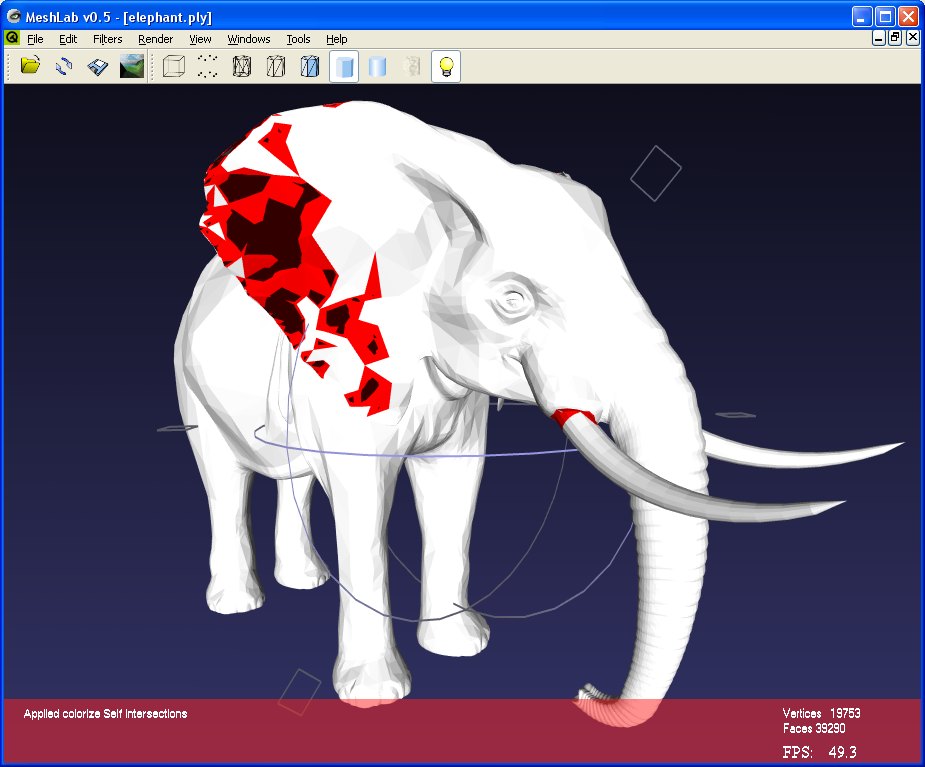 MeshLab v0.5 - [elephant.ply]
File Edit Filters Render View Windows Tools Help
Applied colorize Self Intersections
Vertices 19753
Faces 39290
FPS: 49.3